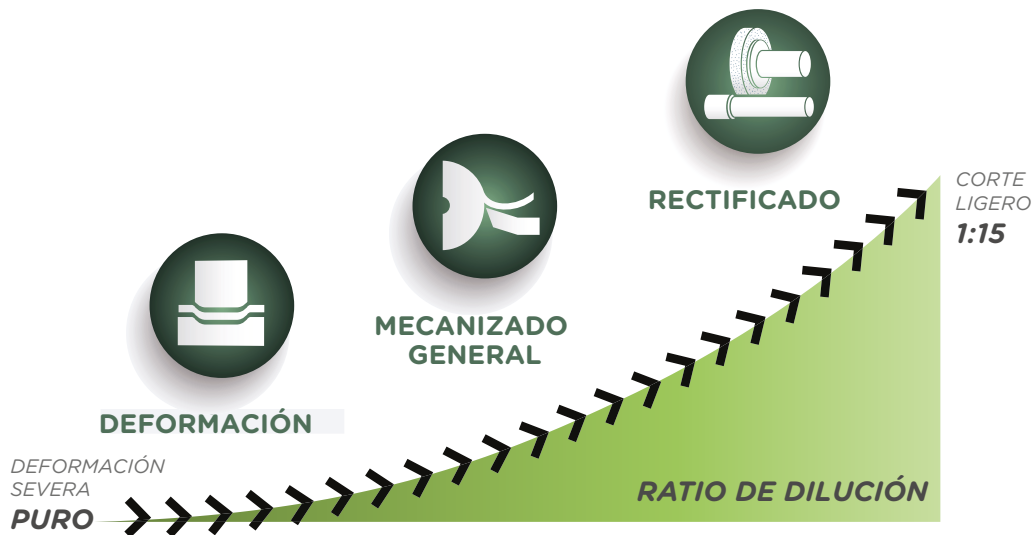 RECTIFICADO
CORTE
LIGERO
1:15
MECANIZADO
GENERAL
DEFORMACIÓN
DEFORMACIÓN
SEVERA
PURO
RATIO DE DILUCIÓN